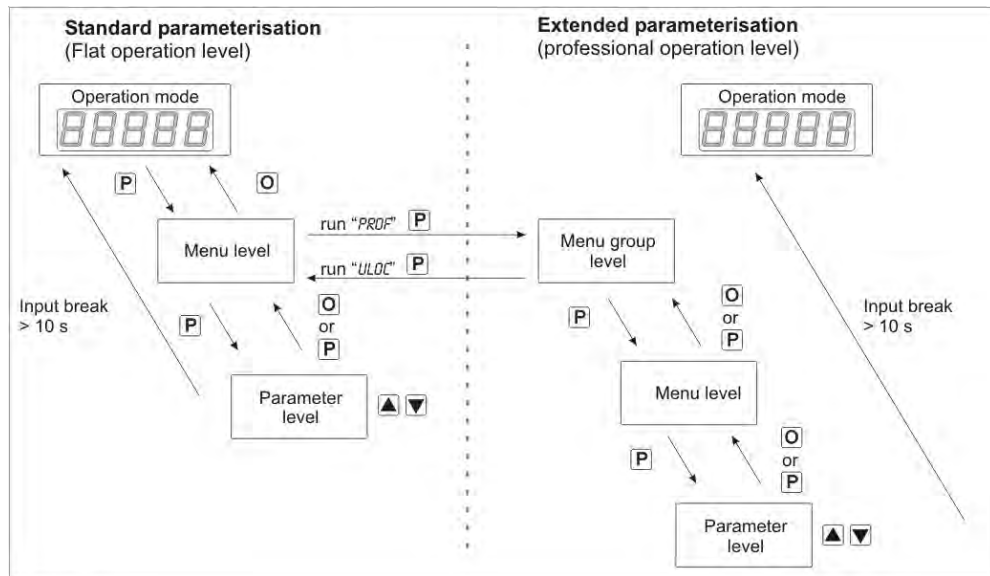 Standard parameterisation
(Flat operation level)
Operation mode
88888
P
O
Menu level
run "PROF" P
run "ULOC" P
Input break
> 10 s
P
O
or
P
Parameter
level
▲ ▼
Extended parameterisation
(professional operation level)
Operation mode
88888
Menu group
level
P
O
or
P
Input break
> 10 s
Menu level
P
O
or
P
Parameter
level
▲ ▼